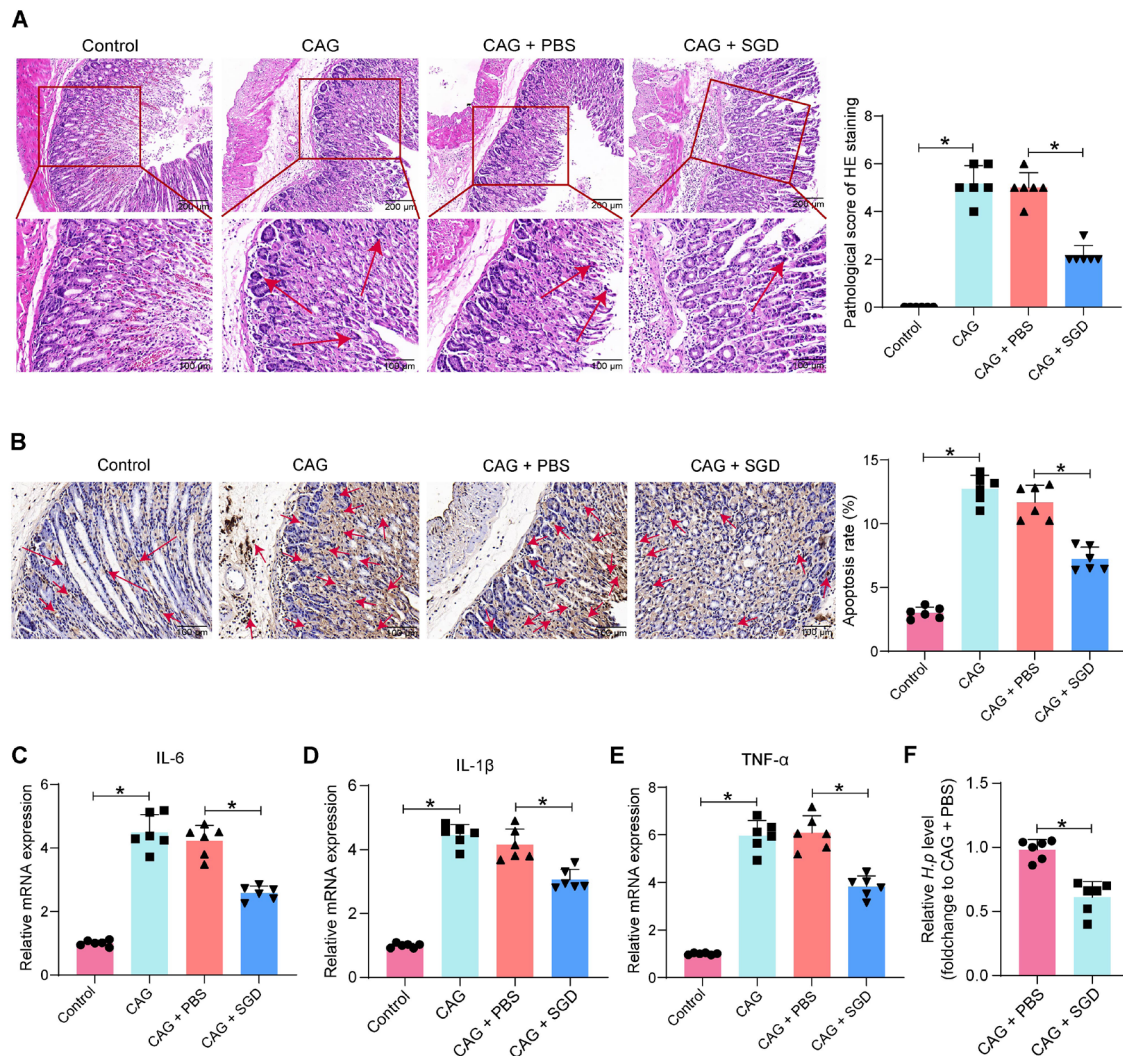 A
Control
CAG
CAG + PBS
CAG + SGD
200 μm
200 μm
200 μm
200 μm
100 μm
100 μm
100 μm
100 μm
Pathological score of HE staining
8
6
4
2
0
*
*
Control
CAG
CAG + PBS
CAG + SGD
B
Control
CAG
CAG + PBS
CAG + SGD
100 μm
100 μm
100 μm
100 μm
Apoptosis rate (%)
15
10
5
0
*
*
Control
CAG
CAG + PBS
CAG + SGD
C
IL-6
Relative mRNA expression
6
4
2
0
*
*
Control
CAG
CAG + PBS
CAG + SGD
D
IL-1β
Relative mRNA expression
6
4
2
0
*
*
Control
CAG
CAG + PBS
CAG + SGD
E
TNF-α
Relative mRNA expression
8
6
4
2
0
*
*
Control
CAG
CAG + PBS
CAG + SGD
F
Relative H.p level
(foldchange to CAG + PBS)
1.5
1.0
0.5
0.0
*
CAG + PBS
CAG + SGD